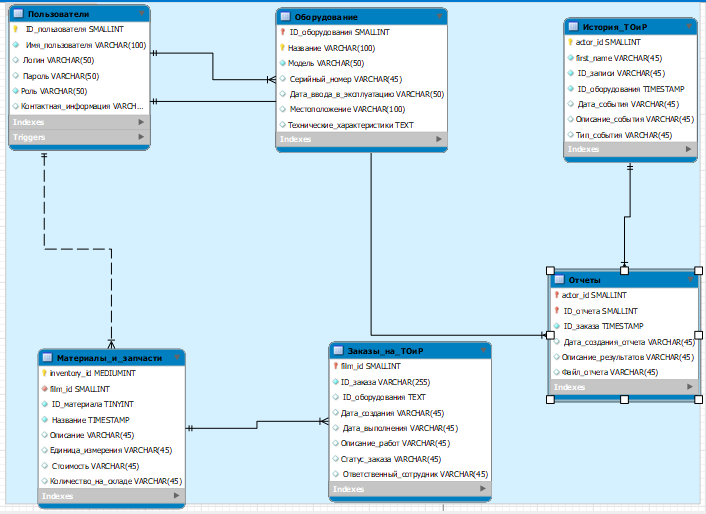 Пользователи
ID_пользователя SMALLINT
Имя_пользователя VARCHAR(100)
Логин VARCHAR(50)
Пароль VARCHAR(50)
Роль VARCHAR(50)
Контактная_информация VARCH...
Indexes
Triggers
Оборудование
ID_оборудования SMALLINT
Название VARCHAR(100)
Модель VARCHAR(50)
Серийный_номер VARCHAR(45)
Дата_ввода_в_эксплуатацию VARCHAR(50)
Местоположение VARCHAR(100)
Технические_характеристики TEXT
Indexes
История_ТОиР
actor_id SMALLINT
first_name VARCHAR(45)
ID_записи VARCHAR(45)
ID_оборудования TIMESTAMP
Дата_события VARCHAR(45)
Описание_события VARCHAR(45)
Тип_события VARCHAR(45)
Indexes
Отчеты
actor_id SMALLINT
ID_отчета SMALLINT
ID_заказа TIMESTAMP
Дата_создания_отчета VARCHAR(45)
Описание_результатов VARCHAR(45)
Файл_отчета VARCHAR(45)
Indexes
Материалы_и_запчасти
inventory_id MEDIUMINT
film_id SMALLINT
ID_материала TINYINT
Название TIMESTAMP
Описание VARCHAR(45)
Единица_измерения VARCHAR(45)
Стоимость VARCHAR(45)
Количество_на_складе VARCHAR(45)
Indexes
Заказы_на_ТОиР
film_id SMALLINT
ID_заказа VARCHAR(255)
ID_оборудования TEXT
Дата_создания VARCHAR(45)
Дата_выполнения VARCHAR(45)
Описание_работ VARCHAR(45)
Статус_заказа VARCHAR(45)
Ответственный_сотрудник VARCHAR(45)
Indexes